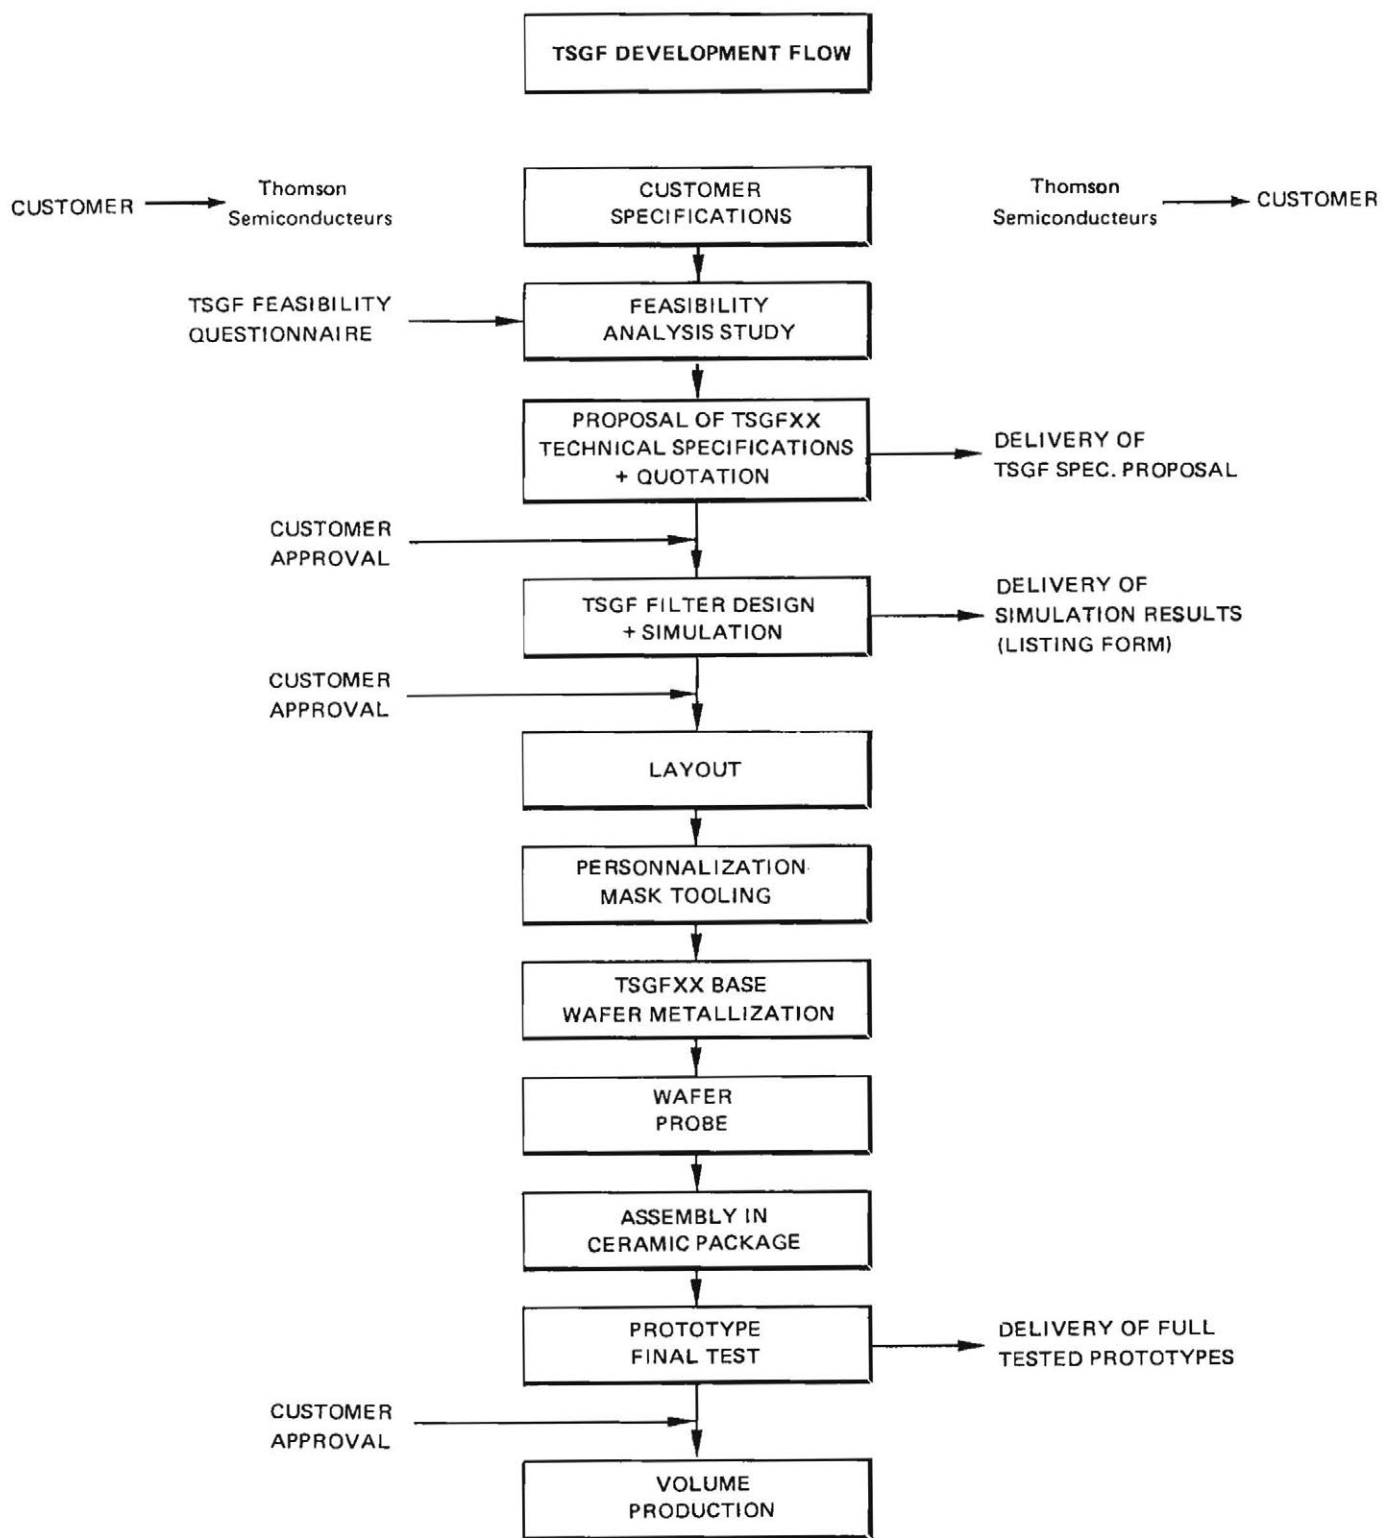 TSGF DEVELOPMENT FLOW
CUSTOMER
Thomson
Semiconducteurs
CUSTOMER
SPECIFICATIONS
Thomson
Semiconducteurs
CUSTOMER
TSGF FEASIBILITY
QUESTIONNAIRE
FEASIBILITY
ANALYSIS STUDY
PROPOSAL OF TSGFXX
TECHNICAL SPECIFICATIONS
+ QUOTATION
DELIVERY OF
TSGF SPEC. PROPOSAL
CUSTOMER
APPROVAL
TSGF FILTER DESIGN
+ SIMULATION
DELIVERY OF
SIMULATION RESULTS
(LISTING FORM)
CUSTOMER
APPROVAL
LAYOUT
PERSONNALIZATION
MASK TOOLING
TSGFXX BASE
WAFER METALLIZATION
WAFER
PROBE
ASSEMBLY IN
CERAMIC PACKAGE
PROTOTYPE
FINAL TEST
DELIVERY OF FULL
TESTED PROTOTYPES
CUSTOMER
APPROVAL
VOLUME
PRODUCTION